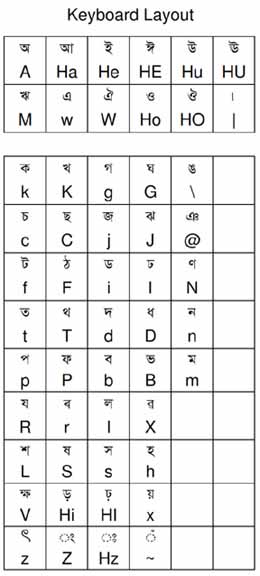 Keyboard Layout
অ আ ই ঈ উ ঊ
A Ha He HE Hu HU
ঋ এ ঐ ও ঔ ।
M w W Ho HO |
ক খ গ ঘ ঙ
k K g G \
চ ছ জ ঝ ঞ
c C j J @
ট ঠ ড ঢ ণ
f F i I N
ত থ দ ধ ন
t T d D n
প ফ ব ভ ম
p P b B m
য ৰ ল ৱ
R r l X
শ ষ স হ
L S s h
ক্ষ ড় ঢ় য়
V Hi HI x
ৎ ং ঃ ঁ
z Z Hz ~